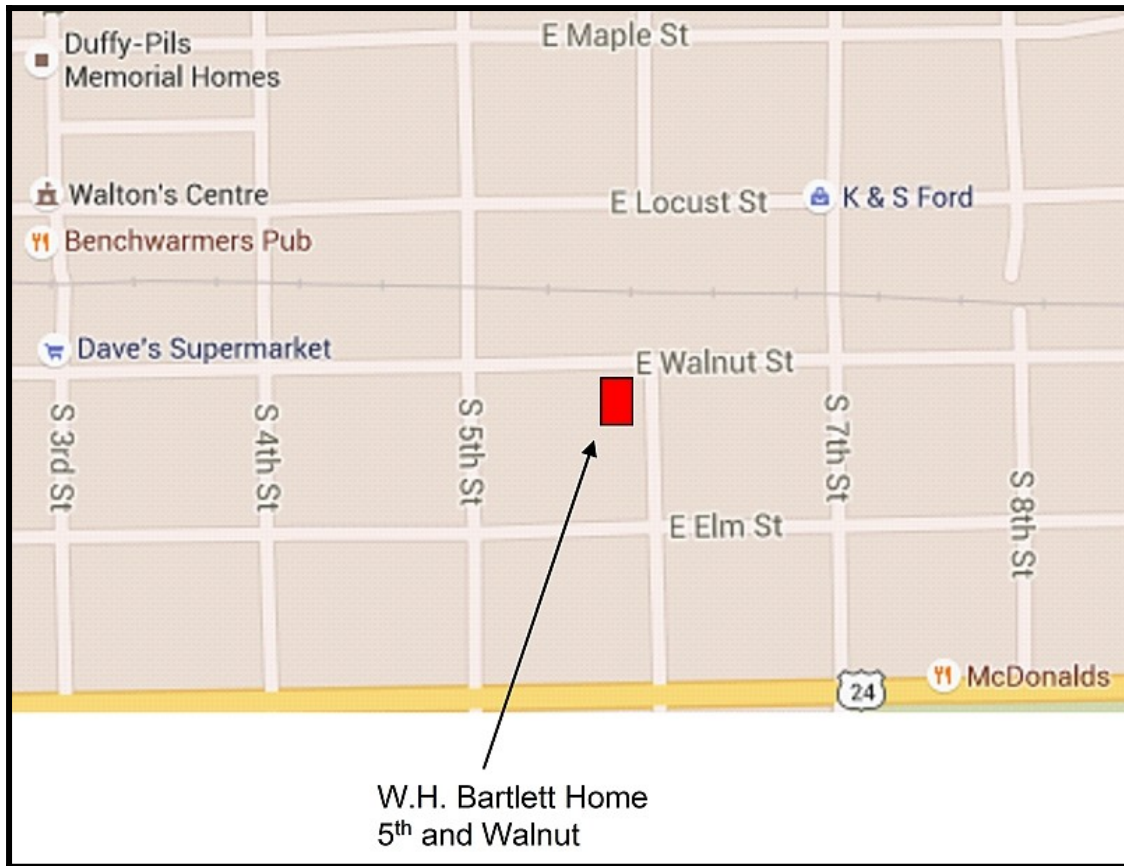 Duffy-Pils
Memorial Homes
E Maple St
Walton's Centre
E Locust St
K & S Ford
Benchwarmers Pub
Dave's Supermarket
E Walnut St
S 3rd St
S 4th St
S 5th St
S 7th St
S 8th St
E Elm St
24
McDonalds
W.H. Bartlett Home
5th and Walnut